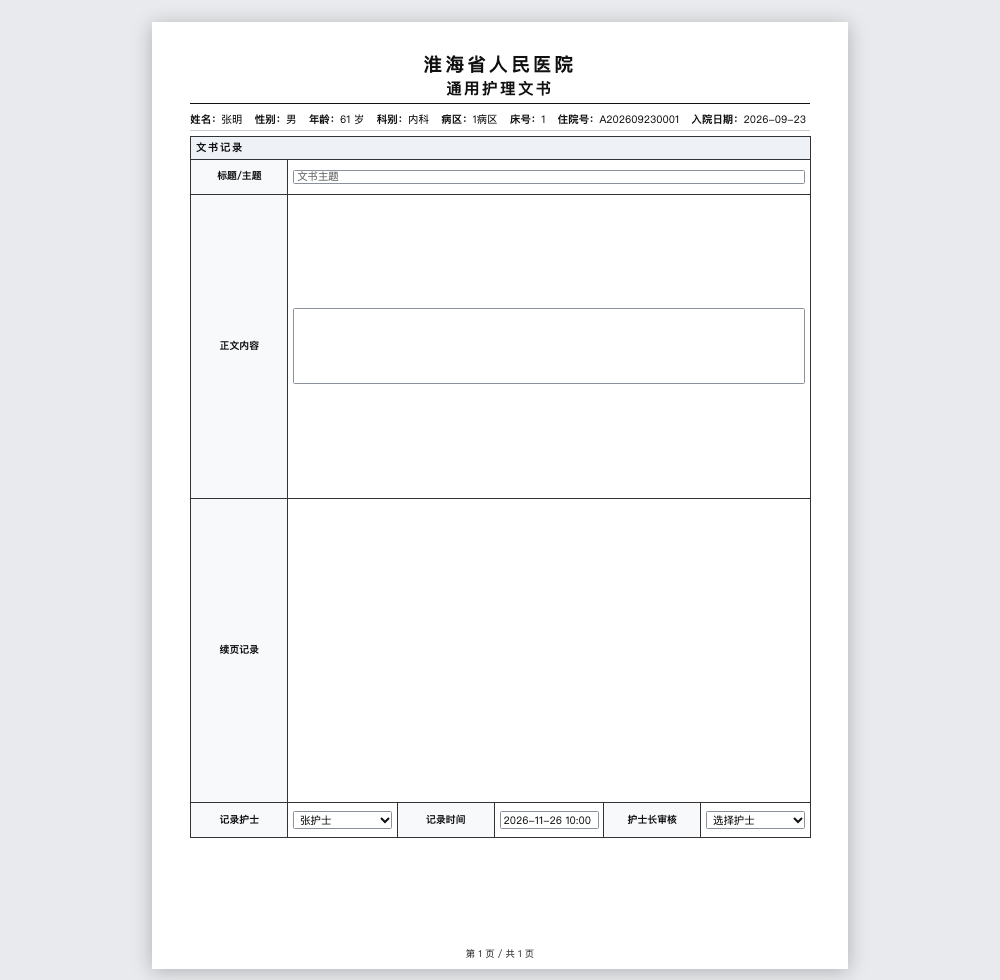 淮海省人民医院
通用护理文书
姓名: 张明 性别: 男 年龄: 61 岁 科别: 内科 病区: 1病区 床号: 1 住院号: A202609230001 入院日期: 2026-09-23
文书记录
标题/主题 文书主题
正文内容
续页记录
记录护士 张护士 记录时间 2026-11-26 10:00 护士长审核 选择护士
第 1 页 / 共 1 页